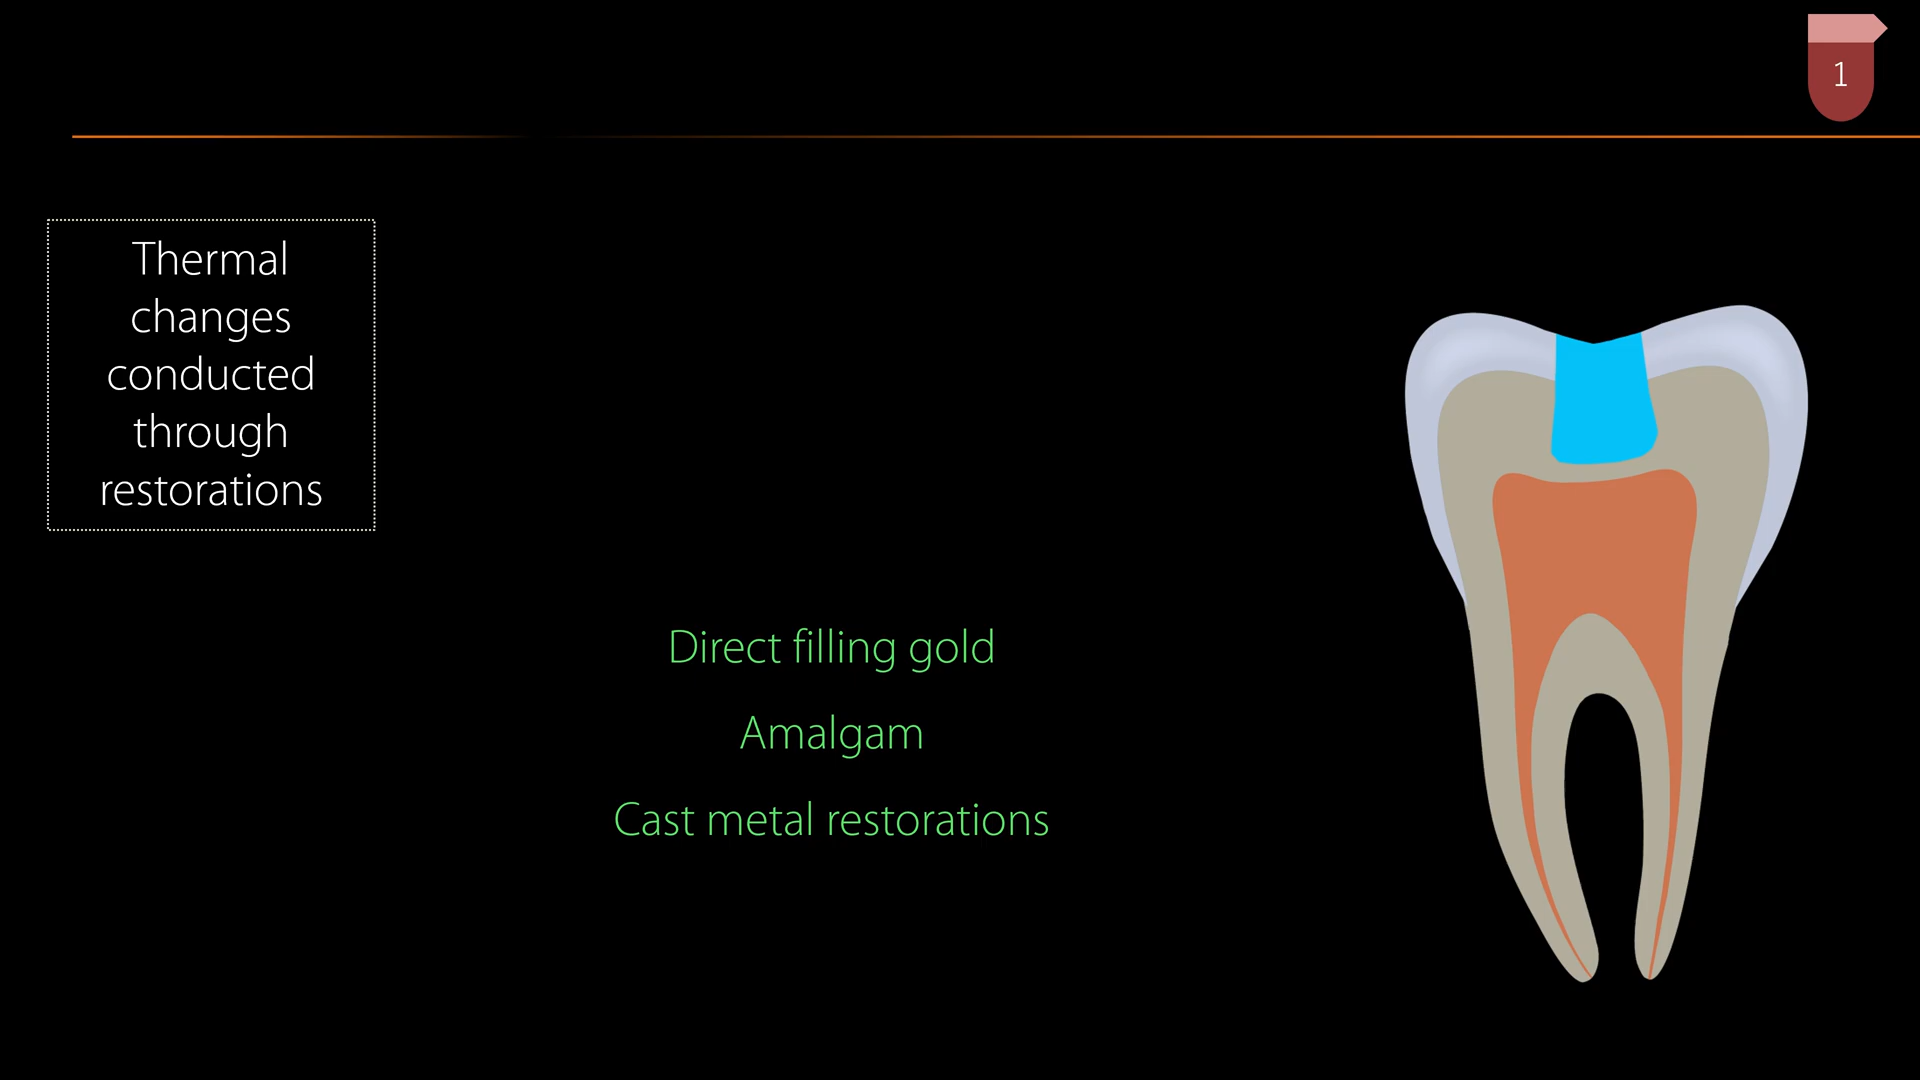 1
Thermal
changes
conducted
through
restorations
Direct filling gold
Amalgam
Cast metal restorations